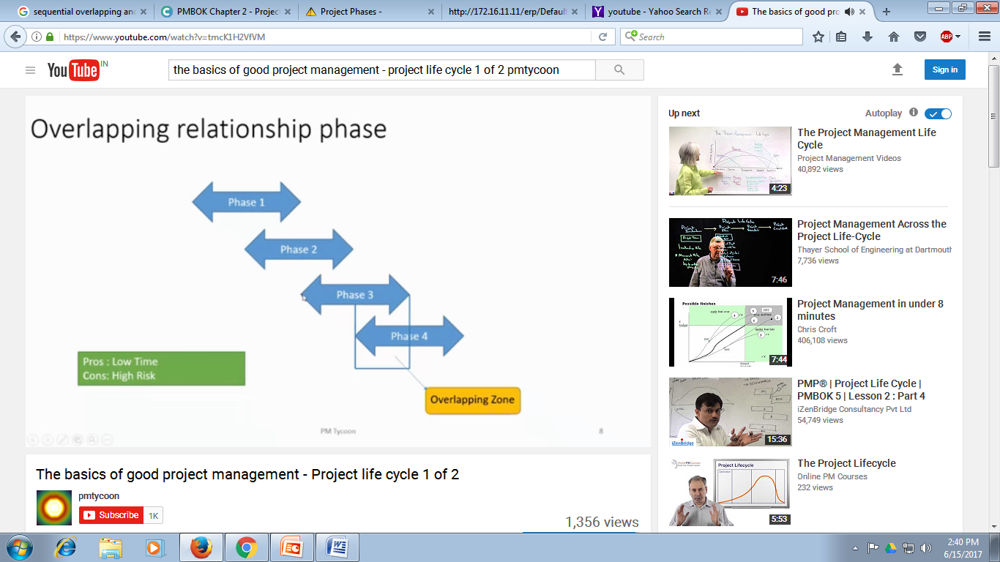 sequential overlapping and
PMBOK Chapter 2 - Project
Project Phases -
http://172.16.11.11/erp/Default
youtube - Yahoo Search Re
The basics of good pro
https://www.youtube.com/watch?v=tmcK1H2VfVM
Search
ABP
YouTube IN
the basics of good project management - project life cycle 1 of 2 pmtycoon
Sign in
Overlapping relationship phase
Phase 1
Phase 2
Phase 3
Phase 4
Pros : Low Time
Cons: High Risk
Overlapping Zone
PM Tycoon
8
The basics of good project management - Project life cycle 1 of 2
pmtycoon
Subscribe 1K
1,356 views
Up next
Autoplay
The Project Management Life
Cycle
Project Management Videos
40,892 views
4:23
Project Management Across the
Project Life-Cycle
Thayer School of Engineering at Dartmouth
7,736 views
7:46
Project Management in under 8
minutes
Chris Croft
406,108 views
Possible finishes
7:44
PMP® | Project Life Cycle |
PMBOK 5 | Lesson 2 : Part 4
iZenBridge Consultancy Pvt Ltd
54,749 views
iZenBridge
15:36
The Project Lifecycle
Online PM Courses
232 views
Project Lifecycle
5:53
2:40 PM
6/15/2017